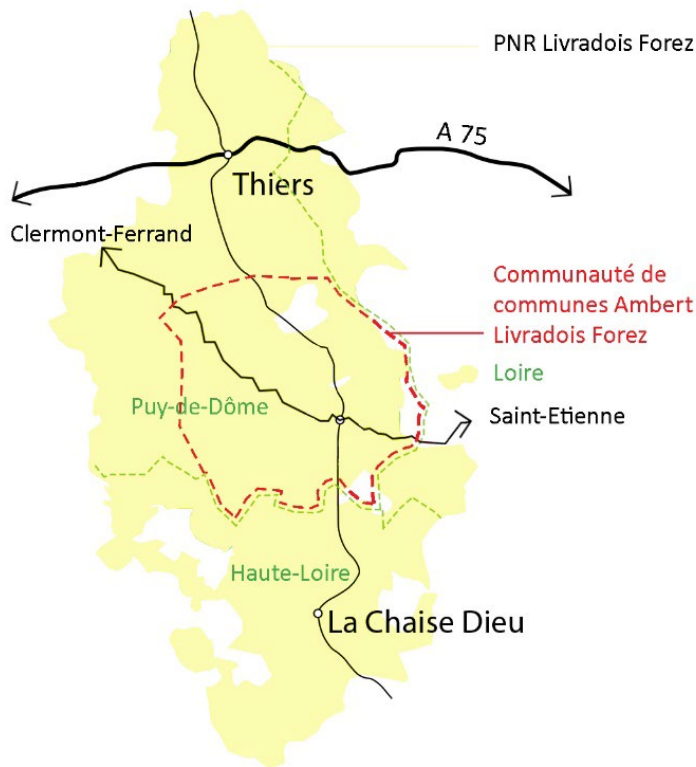 PNR Livradois Forez
A 75
Thiers
Clermont-Ferrand
Communauté de
communes Ambert
Livradois Forez
Loire
Puy-de-Dôme
Saint-Etienne
Haute-Loire
La Chaise Dieu